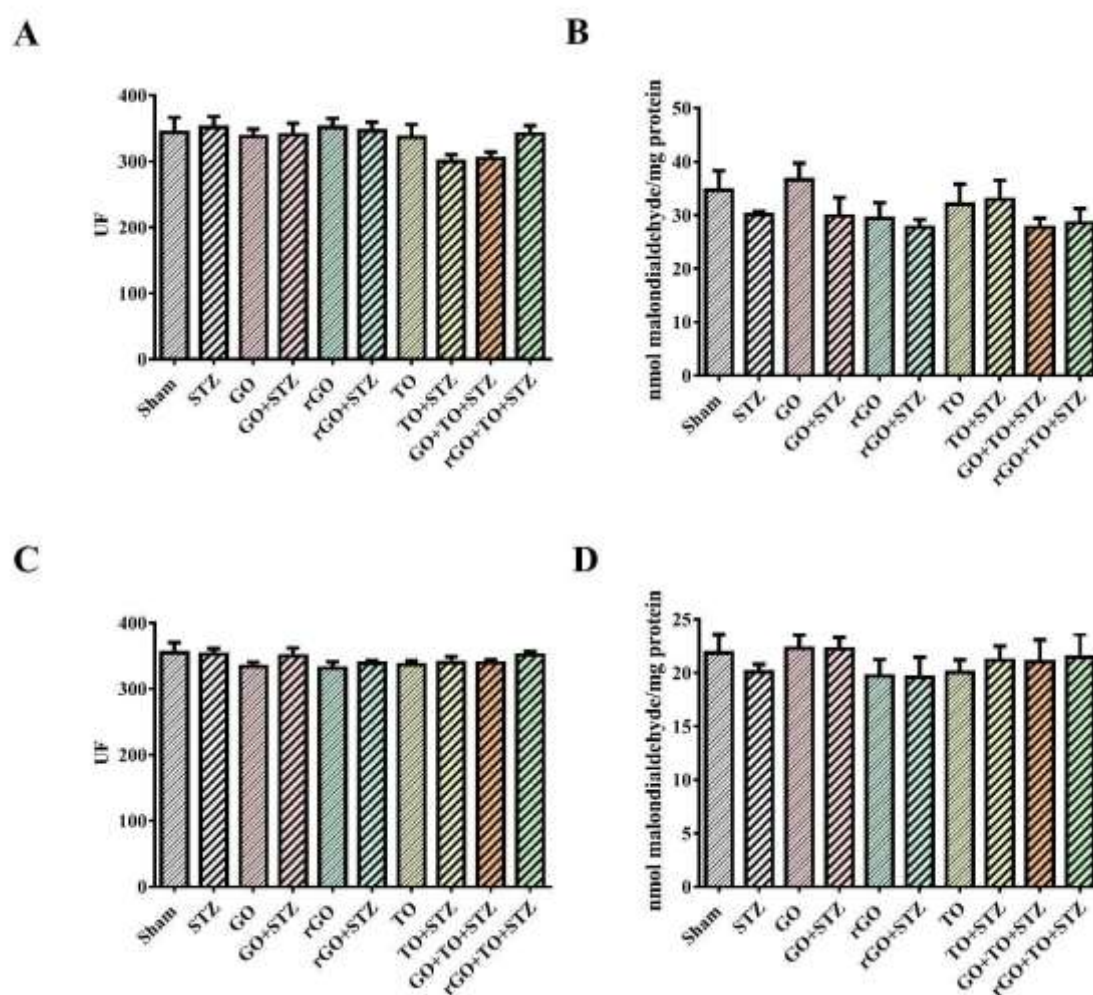 A
400
300
200
100
0
UF
Sham
STZ
GO
GO+STZ
rGO
rGO+STZ
TO
TO+STZ
GO+TO+STZ
rGO+TO+STZ
B
50
40
30
20
10
0
nmol malondialdehyde/mg protein
Sham
STZ
GO
GO+STZ
rGO
rGO+STZ
TO
TO+STZ
GO+TO+STZ
rGO+TO+STZ
C
400
300
200
100
0
UF
Sham
STZ
GO
GO+STZ
rGO
rGO+STZ
TO
TO+STZ
GO+TO+STZ
rGO+TO+STZ
D
25
20
15
10
5
0
nmol malondialdehyde/mg protein
Sham
STZ
GO
GO+STZ
rGO
rGO+STZ
TO
TO+STZ
GO+TO+STZ
rGO+TO+STZ